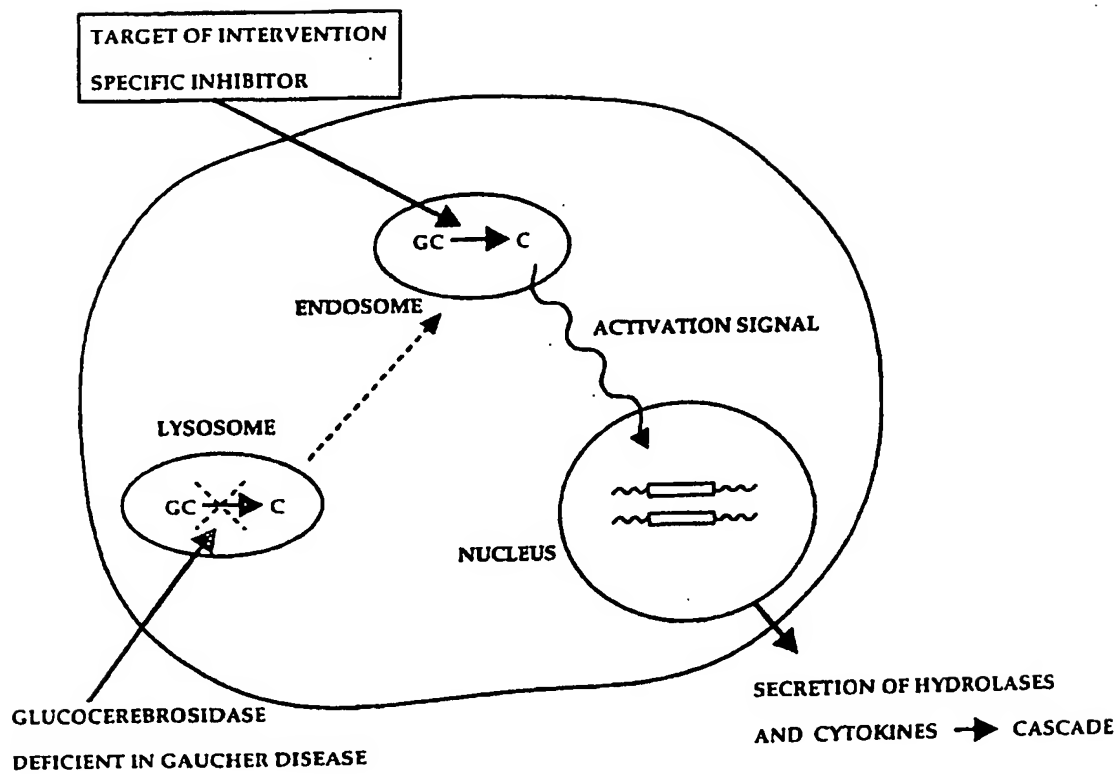 TARGET OF INTERVENTION
SPECIFIC INHIBITOR
GC → C
ENDOSOME
ACTIVATION SIGNAL
LYSOSOME
GC → C
NUCLEUS
SECRETION OF HYDROLASES
AND CYTOKINES → CASCADE
GLUCOCEREBROSIDASE
DEFICIENT IN GAUCHER DISEASE